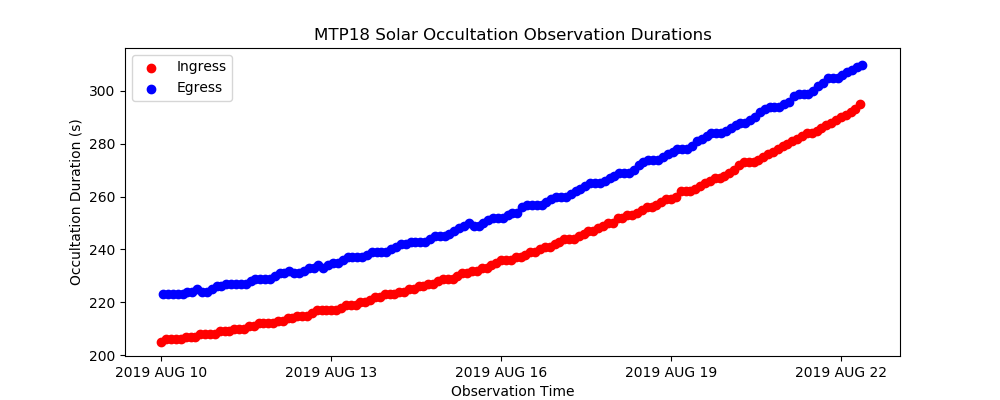 MTP18 Solar Occultation Observation Durations
Ingress
Egress
Occultation Duration (s)
300
280
260
240
220
200
2019 AUG 10
2019 AUG 13
2019 AUG 16
2019 AUG 19
2019 AUG 22
Observation Time